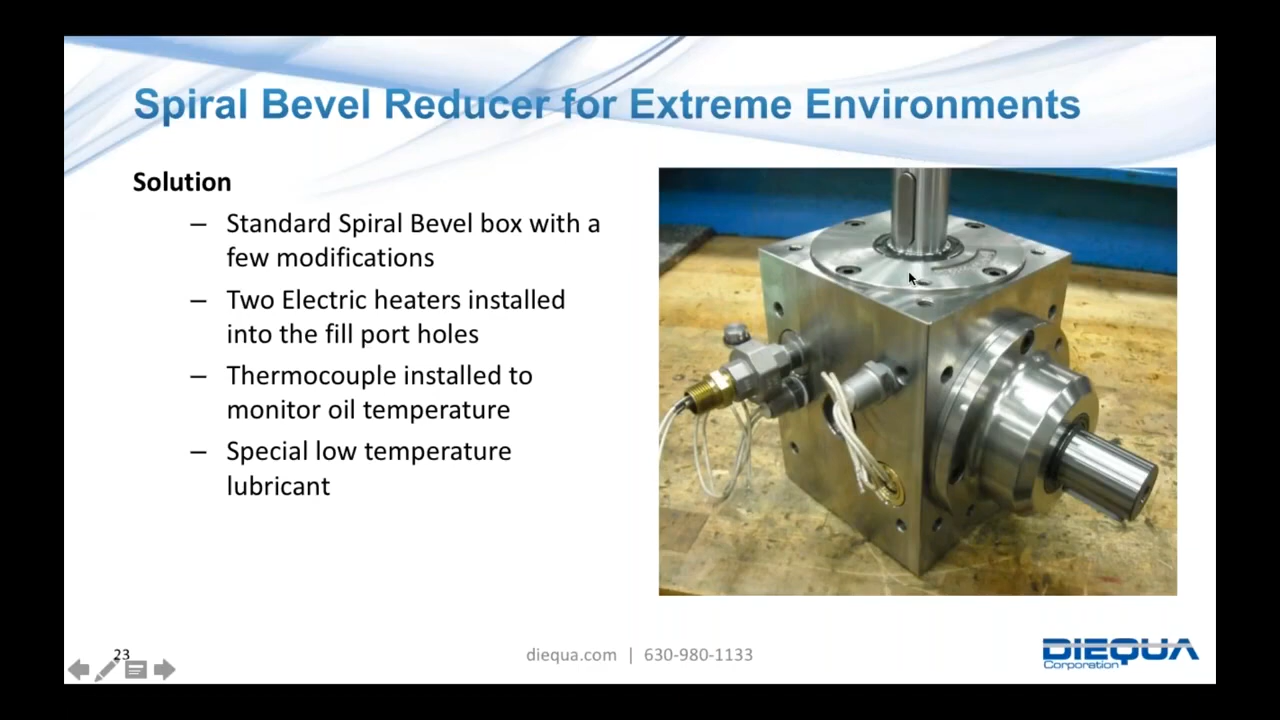 Spiral Bevel Reducer for Extreme Environments
Solution
– Standard Spiral Bevel box with a
few modifications
– Two Electric heaters installed
into the fill port holes
– Thermocouple installed to
monitor oil temperature
– Special low temperature
lubricant
23
diequa.com | 630-980-1133
DIEQUA
Corporation